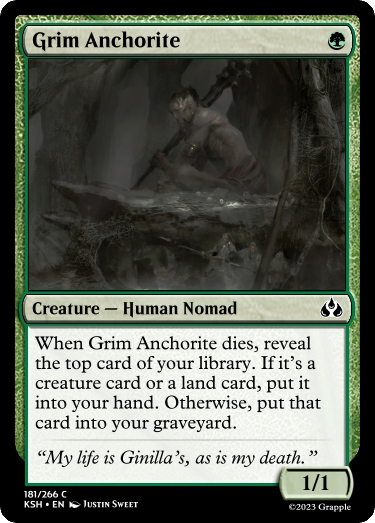 Grim Anchorite
Creature — Human Nomad
When Grim Anchorite dies, reveal
the top card of your library. If it's a
creature card or a land card, put it
into your hand. Otherwise, put that
card into your graveyard.
“My life is Ginilla's, as is my death.”
1/1
181/266 C
KSH • EN Justin Sweet
©2023 Grapple